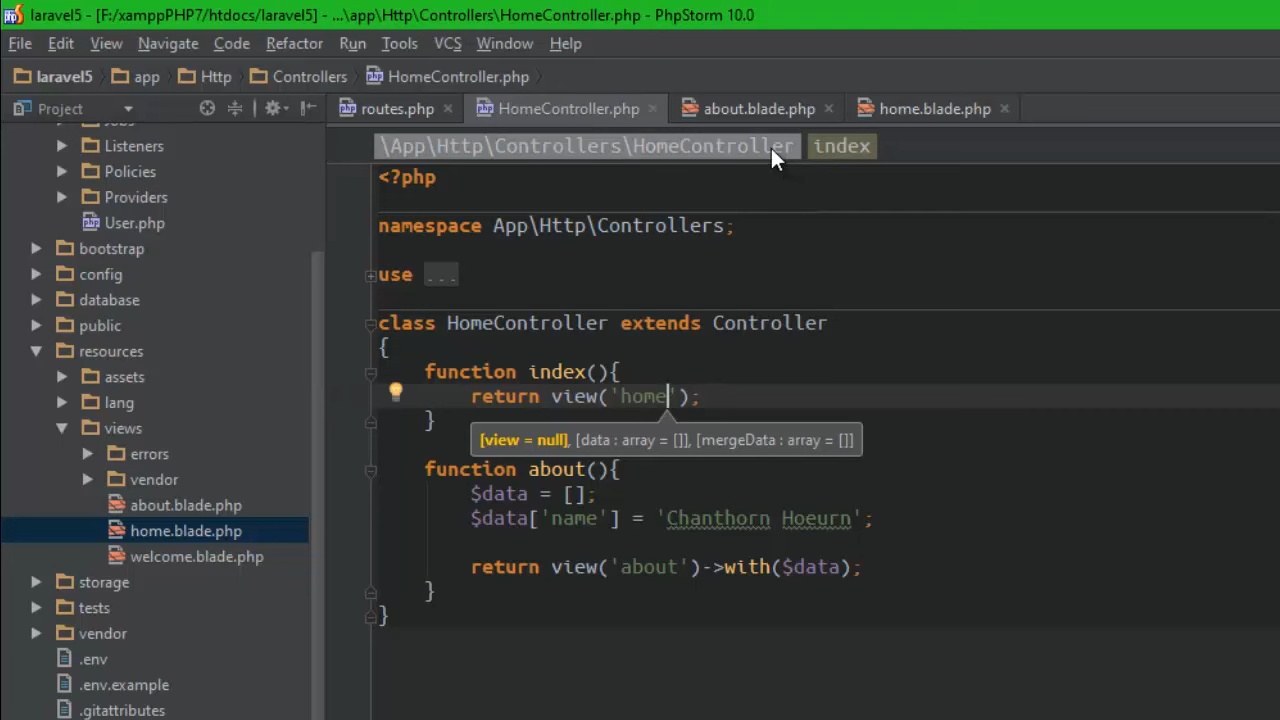 laravel5 - [F:/xamppPHP7/htdocs/laravel5] - ...\app\Http\Controllers\HomeController.php - PhpStorm 10.0
File Edit View Navigate Code Refactor Run Tools VCS Window Help
laravel5 app Http Controllers HomeController.php
Project
routes.php HomeController.php about.blade.php home.blade.php
Jobs
Listeners
Policies
Providers
User.php
bootstrap
config
database
public
resources
assets
lang
views
errors
vendor
about.blade.php
home.blade.php
welcome.blade.php
storage
tests
vendor
.env
.env.example
.gitattributes
\App\Http\Controllers\HomeController index
<?php
namespace App\Http\Controllers;
use ...
class HomeController extends Controller
{
function index(){
return view('home');
}
[view = null], [data : array = []], [mergeData : array = []]
function about(){
$data = [];
$data['name'] = 'Chanthorn Hoeurn';
return view('about')->with($data);
}
}